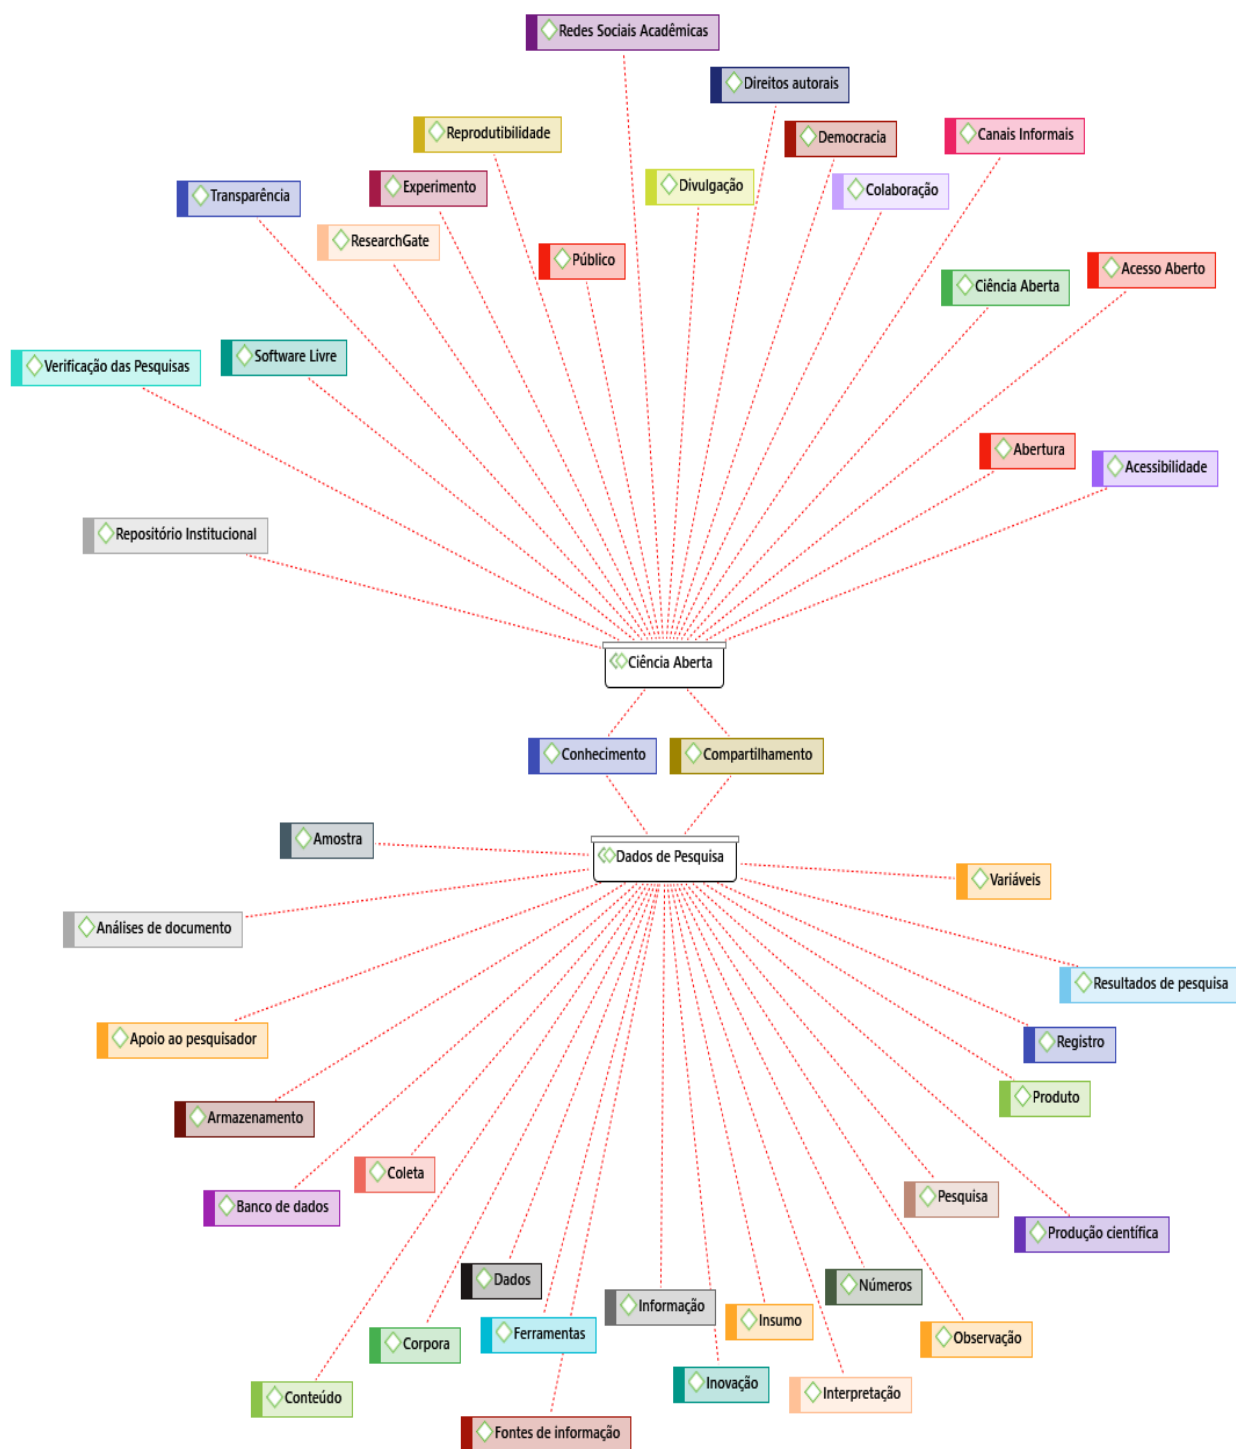 Redes Sociais Acadêmicas
Direitos autorais
Reprodutibilidade
Democracia
Canais Informais
Transparência
Experimento
Divulgação
Colaboração
ResearchGate
Público
Acesso Aberto
Ciência Aberta
Verificação das Pesquisas
Software Livre
Abertura
Acessibilidade
Repositório Institucional
Ciência Aberta
Conhecimento
Compartilhamento
Amostra
Dados de Pesquisa
Variáveis
Análises de documento
Resultados de pesquisa
Apoio ao pesquisador
Registro
Produto
Armazenamento
Coleta
Banco de dados
Pesquisa
Produção científica
Dados
Números
Informação
Insumo
Corpora
Ferramentas
Observação
Conteúdo
Inovação
Interpretação
Fontes de informação